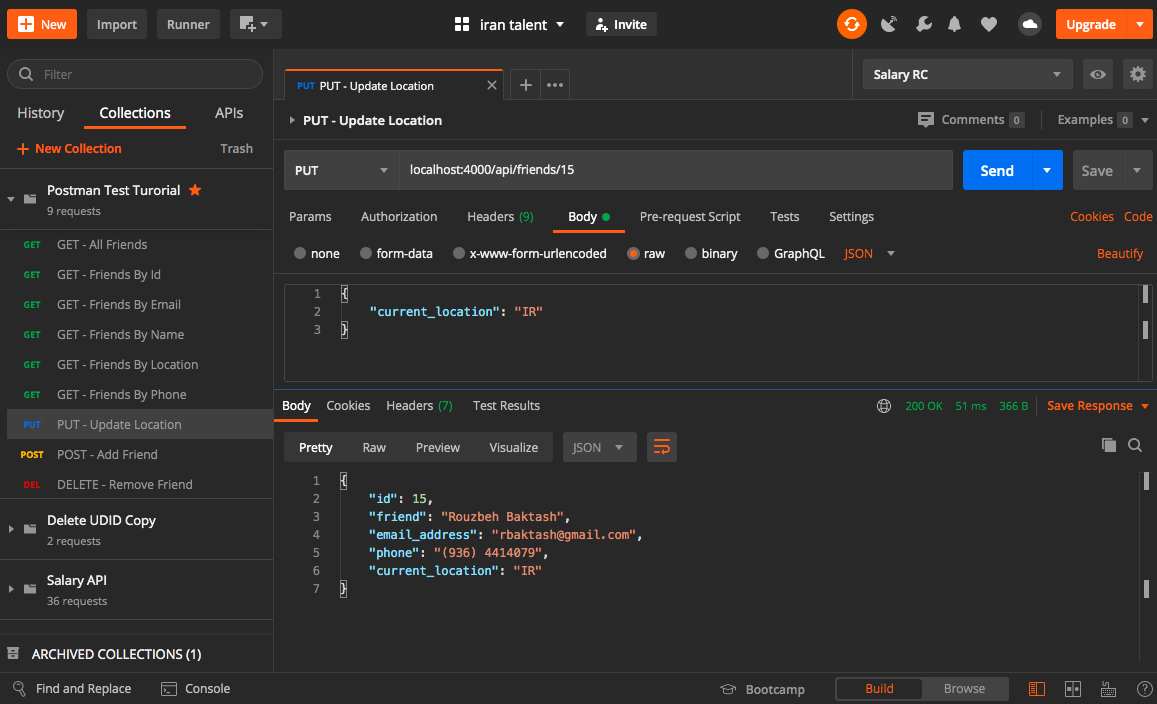 New Import Runner iran talent Invite Upgrade
Filter
History Collections APIs
New Collection Trash
Postman Test Turorial
9 requests
GET GET - All Friends
GET GET - Friends By Id
GET GET - Friends By Email
GET GET - Friends By Name
GET GET - Friends By Location
GET GET - Friends By Phone
PUT PUT - Update Location
POST POST - Add Friend
DEL DELETE - Remove Friend
Delete UDID Copy
2 requests
Salary API
36 requests
ARCHIVED COLLECTIONS (1)
PUT PUT - Update Location
Salary RC
PUT - Update Location Comments 0 Examples 0
PUT localhost:4000/api/friends/15 Send Save
Params Authorization Headers (9) Body Pre-request Script Tests Settings Cookies Code
none form-data x-www-form-urlencoded raw binary GraphQL JSON Beautify
1 {
2 "current_location": "IR"
3 }
Body Cookies Headers (7) Test Results 200 OK 51 ms 366 B Save Response
Pretty Raw Preview Visualize JSON
1 {
2 "id": 15,
3 "friend": "Rouzbeh Baktash",
4 "email_address": "rbaktash@gmail.com",
5 "phone": "(936) 4414079",
6 "current_location": "IR"
7 }
Find and Replace Console Bootcamp Build Browse